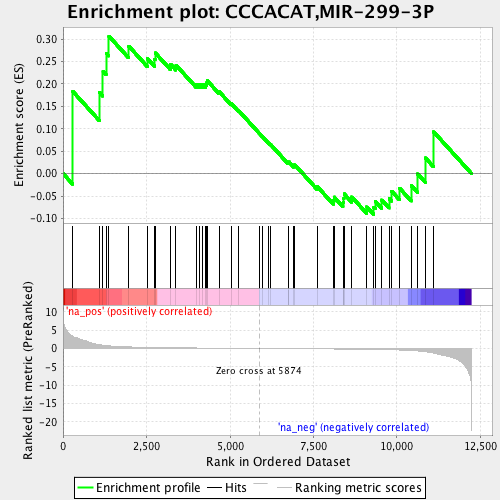 Enrichment plot: CCCACAT,MIR-299-3P
Enrichment score (ES)
0.30
0.25
0.20
0.15
0.10
0.05
0.00
-0.05
-0.10
'na_pos' (positively correlated)
Ranked list metric (PreRanked)
10
5
0
-5
-10
-15
-20
Zero cross at 5874
'na_neg' (negatively correlated)
0
2,500
5,000
7,500
10,000
12,500
Rank in Ordered Dataset
Enrichment profile
Hits
Ranking metric scores